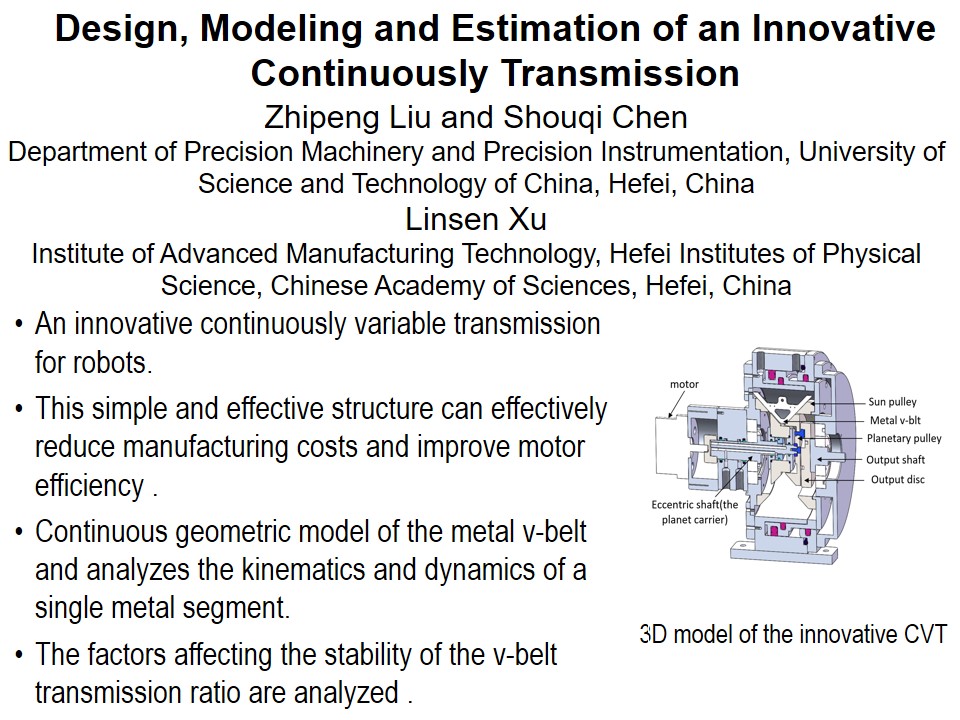 Design, Modeling and Estimation of an Innovative
Continuously Transmission
Zhipeng Liu and Shouqi Chen
Department of Precision Machinery and Precision Instrumentation, University of
Science and Technology of China, Hefei, China
Linsen Xu
Institute of Advanced Manufacturing Technology, Hefei Institutes of Physical
Science, Chinese Academy of Sciences, Hefei, China
• An innovative continuously variable transmission
for robots.
• This simple and effective structure can effectively
reduce manufacturing costs and improve motor
efficiency .
• Continuous geometric model of the metal v-belt
and analyzes the kinematics and dynamics of a
single metal segment.
• The factors affecting the stability of the v-belt
transmission ratio are analyzed .
motor
Sun pulley
Metal v-blt
Planetary pulley
Output shaft
Output disc
Eccentric shaft(the
planet carrier)
3D model of the innovative CVT